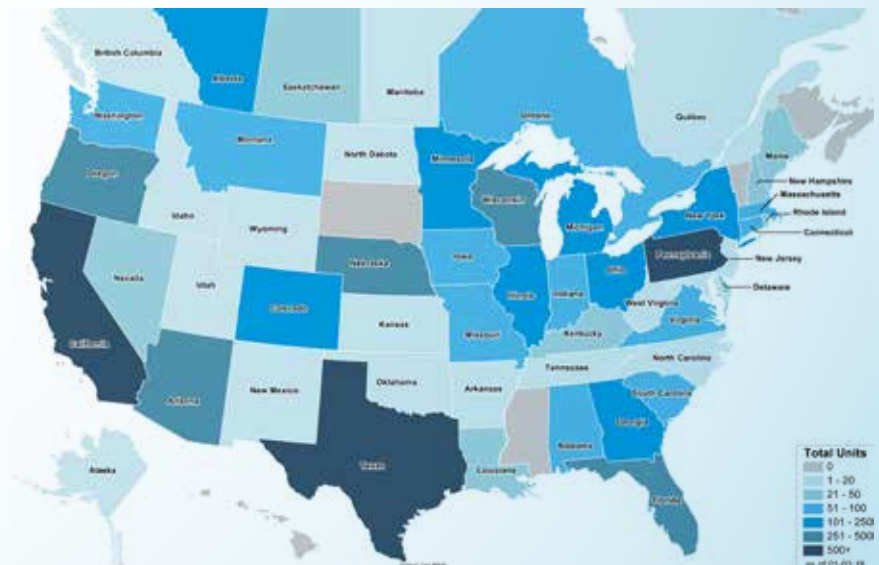 British Columbia
Alberta
Saskatchewan
Manitoba
Ontario
Québec
Washington
Montana
North Dakota
Minnesota
Maine
Oregon
Idaho
Wyoming
Wisconsin
Michigan
New York
New Hampshire
Massachusetts
Rhode Island
Connecticut
Nevada
Utah
Nebraska
Iowa
Pennsylvania
New Jersey
Delaware
California
Colorado
Kansas
Missouri
Illinois
Indiana
Ohio
West Virginia
Virginia
Kentucky
Arizona
New Mexico
Oklahoma
Arkansas
Tennessee
North Carolina
South Carolina
Texas
Louisiana
Alabama
Georgia
Florida
Alaska
Total Units
0
1 - 20
21 - 50
51 - 100
101 - 250
251 - 500
500+